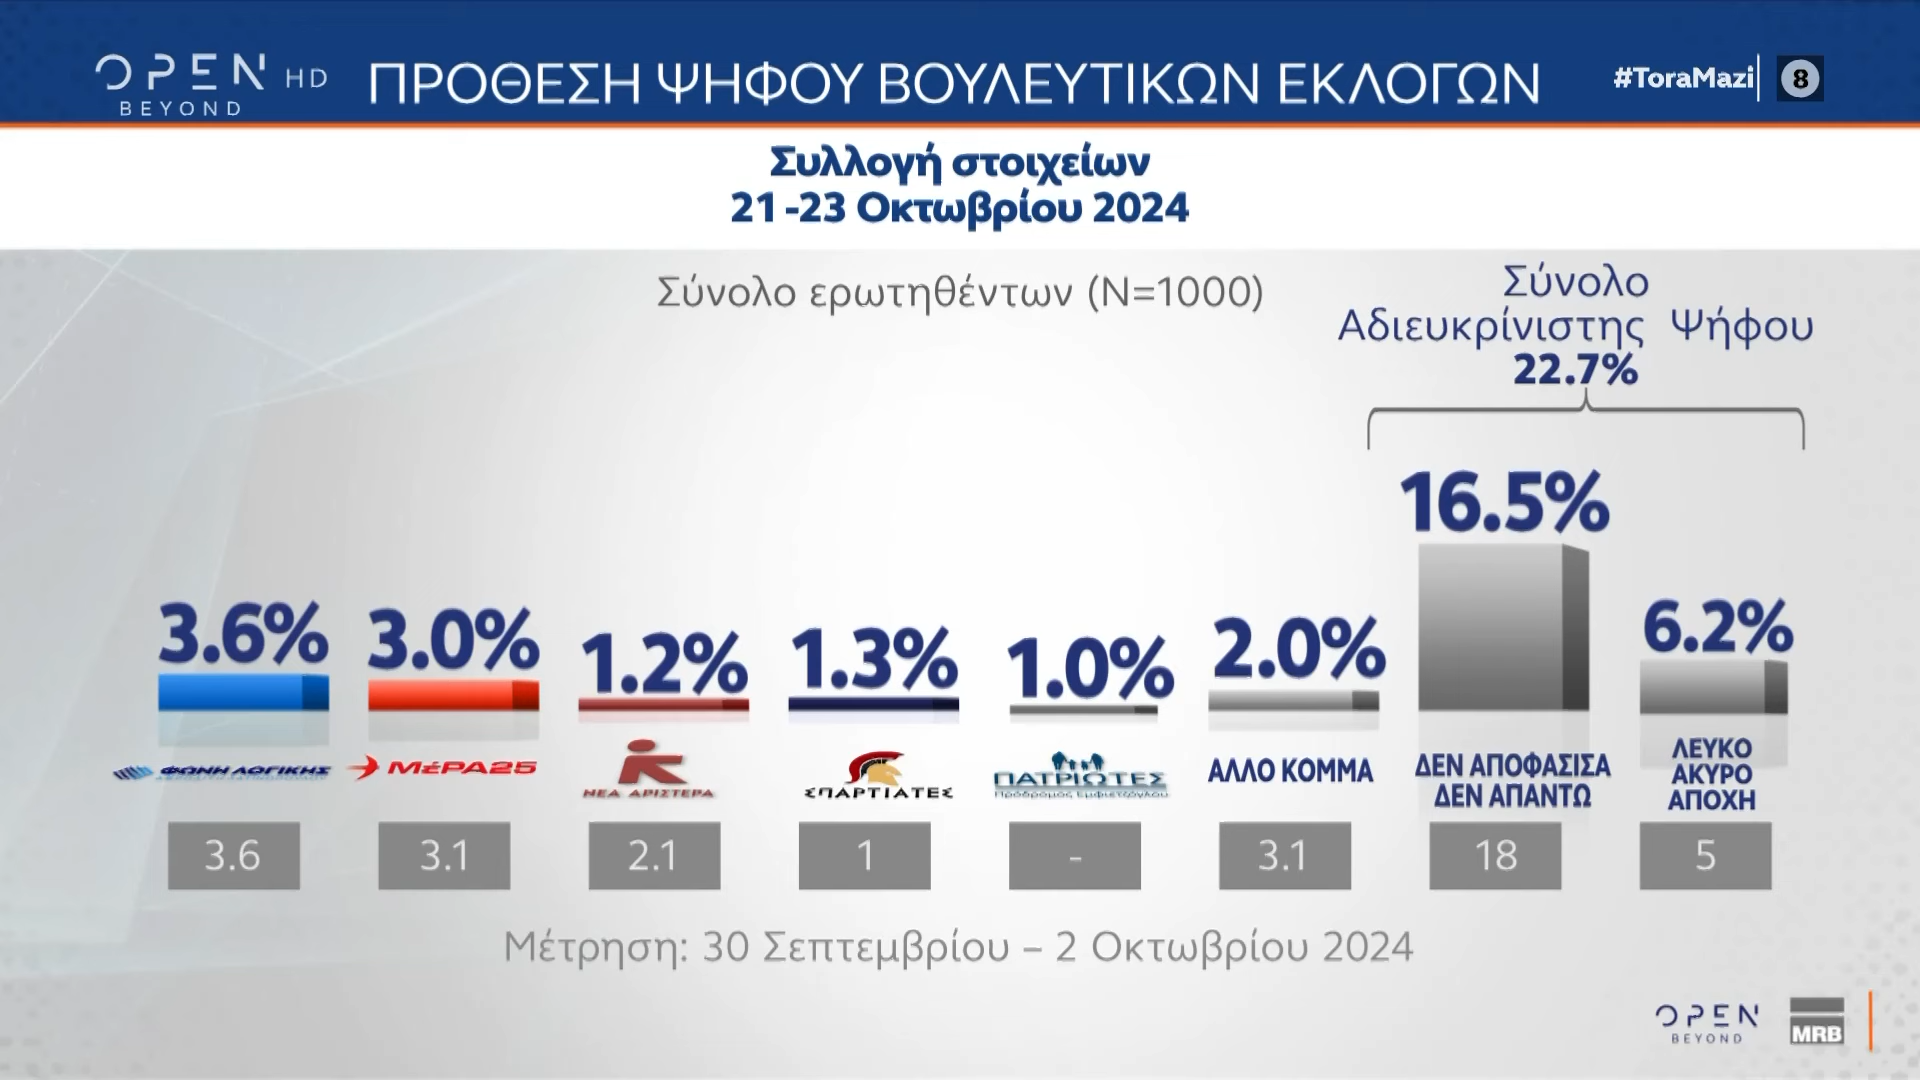 OPEN HD
BEYOND
ΠΡΟΘΕΣΗ ΨΗΦΟΥ ΒΟΥΛΕΥΤΙΚΩΝ ΕΚΛΟΓΩΝ
#ToraMazi
8
Συλλογή στοιχείων
21-23 Οκτωβρίου 2024
Σύνολο ερωτηθέντων (N=1000)
Σύνολο
Αδιευκρίνιστης Ψήφου
22.7%
3.6% 3.0% 1.2% 1.3% 1.0% 2.0% 16.5% 6.2%
ΦΩΝΗ ΛΟΓΙΚΗΣ
ΜέΡΑ25
ΝΕΑ ΑΡΙΣΤΕΡΑ
ΣΠΑΡΤΙΑΤΕΣ
ΠΑΤΡΙΩΤΕΣ
Πρόδρομος Εμφιετζόγλου
ΑΛΛΟ ΚΟΜΜΑ
ΔΕΝ ΑΠΟΦΑΣΙΣΑ
ΔΕΝ ΑΠΑΝΤΩ
ΛΕΥΚΟ
ΑΚΥΡΟ
ΑΠΟΧΗ
3.6 3.1 2.1 1 - 3.1 18 5
Μέτρηση: 30 Σεπτεμβρίου – 2 Οκτωβρίου 2024
OPEN
BEYOND
MRB